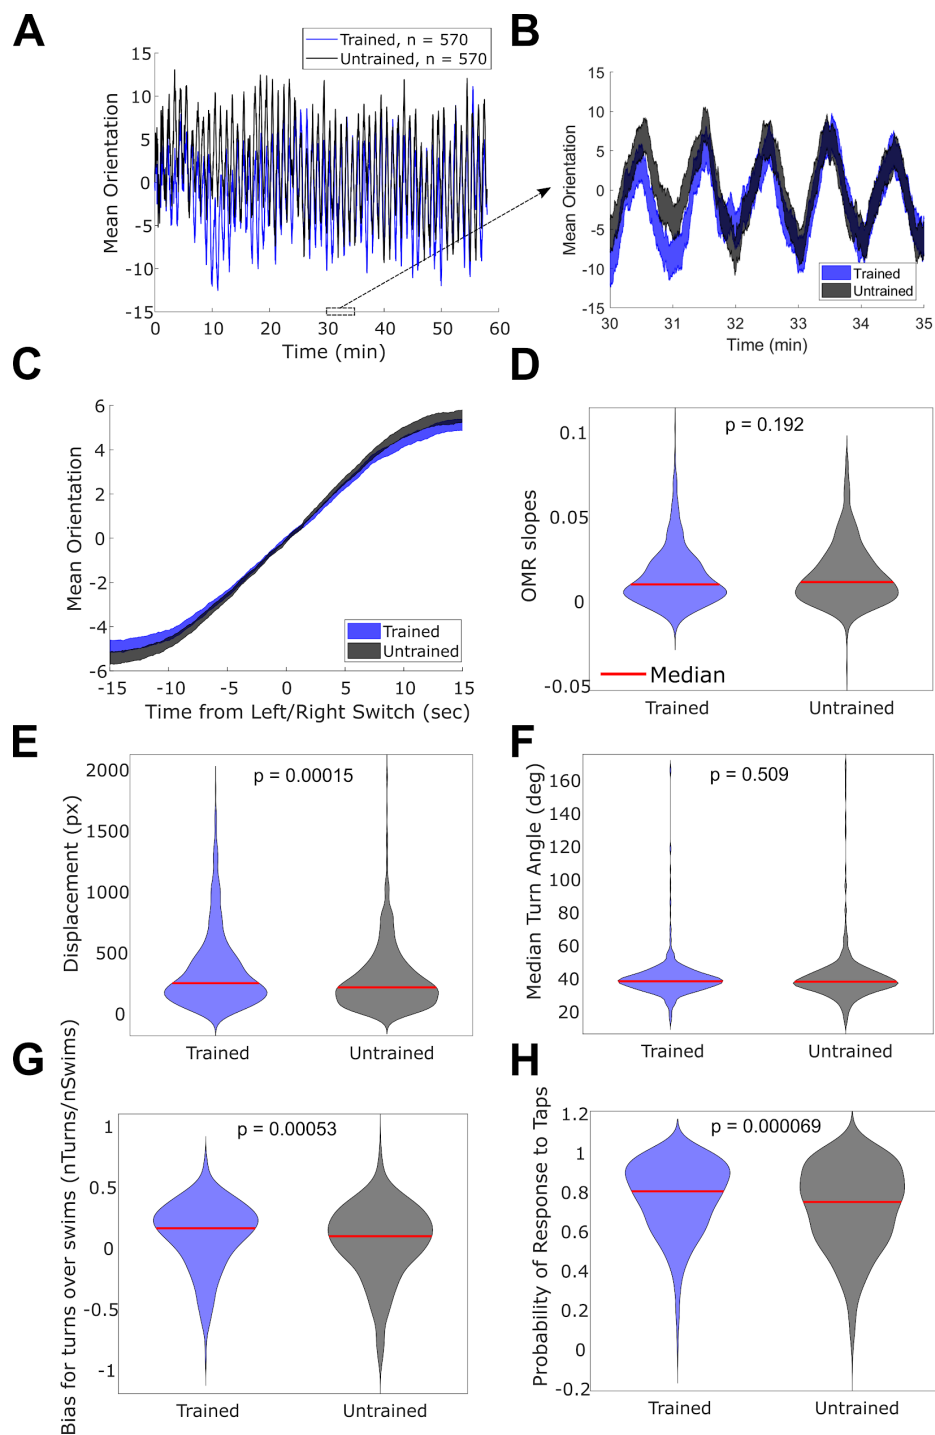 A
Trained, n = 570
Untrained, n = 570
15
10
5
0
-5
-10
-15
Mean Orientation
0 10 20 30 40 50 60
Time (min)
B
15
10
5
0
-5
-10
-15
Mean Orientation
Trained
Untrained
30 31 32 33 34 35
Time (min)
C
6
4
2
0
-2
-4
-6
Mean Orientation
Trained
Untrained
-15 -10 -5 0 5 10 15
Time from Left/Right Switch (sec)
D
p = 0.192
0.1
0.05
0
-0.05
OMR slopes
Median
Trained Untrained
E
p = 0.00015
2000
1500
1000
500
0
Displacement (px)
Trained Untrained
F
p = 0.509
160
140
120
100
80
60
40
20
Median Turn Angle (deg)
Trained Untrained
G
p = 0.00053
1
0.5
0
-0.5
-1
Bias for turns over swims (nTurns/nSwims)
Trained Untrained
H
p = 0.000069
1.2
1
0.8
0.6
0.4
0.2
0
-0.2
Probability of Response to Taps
Trained Untrained